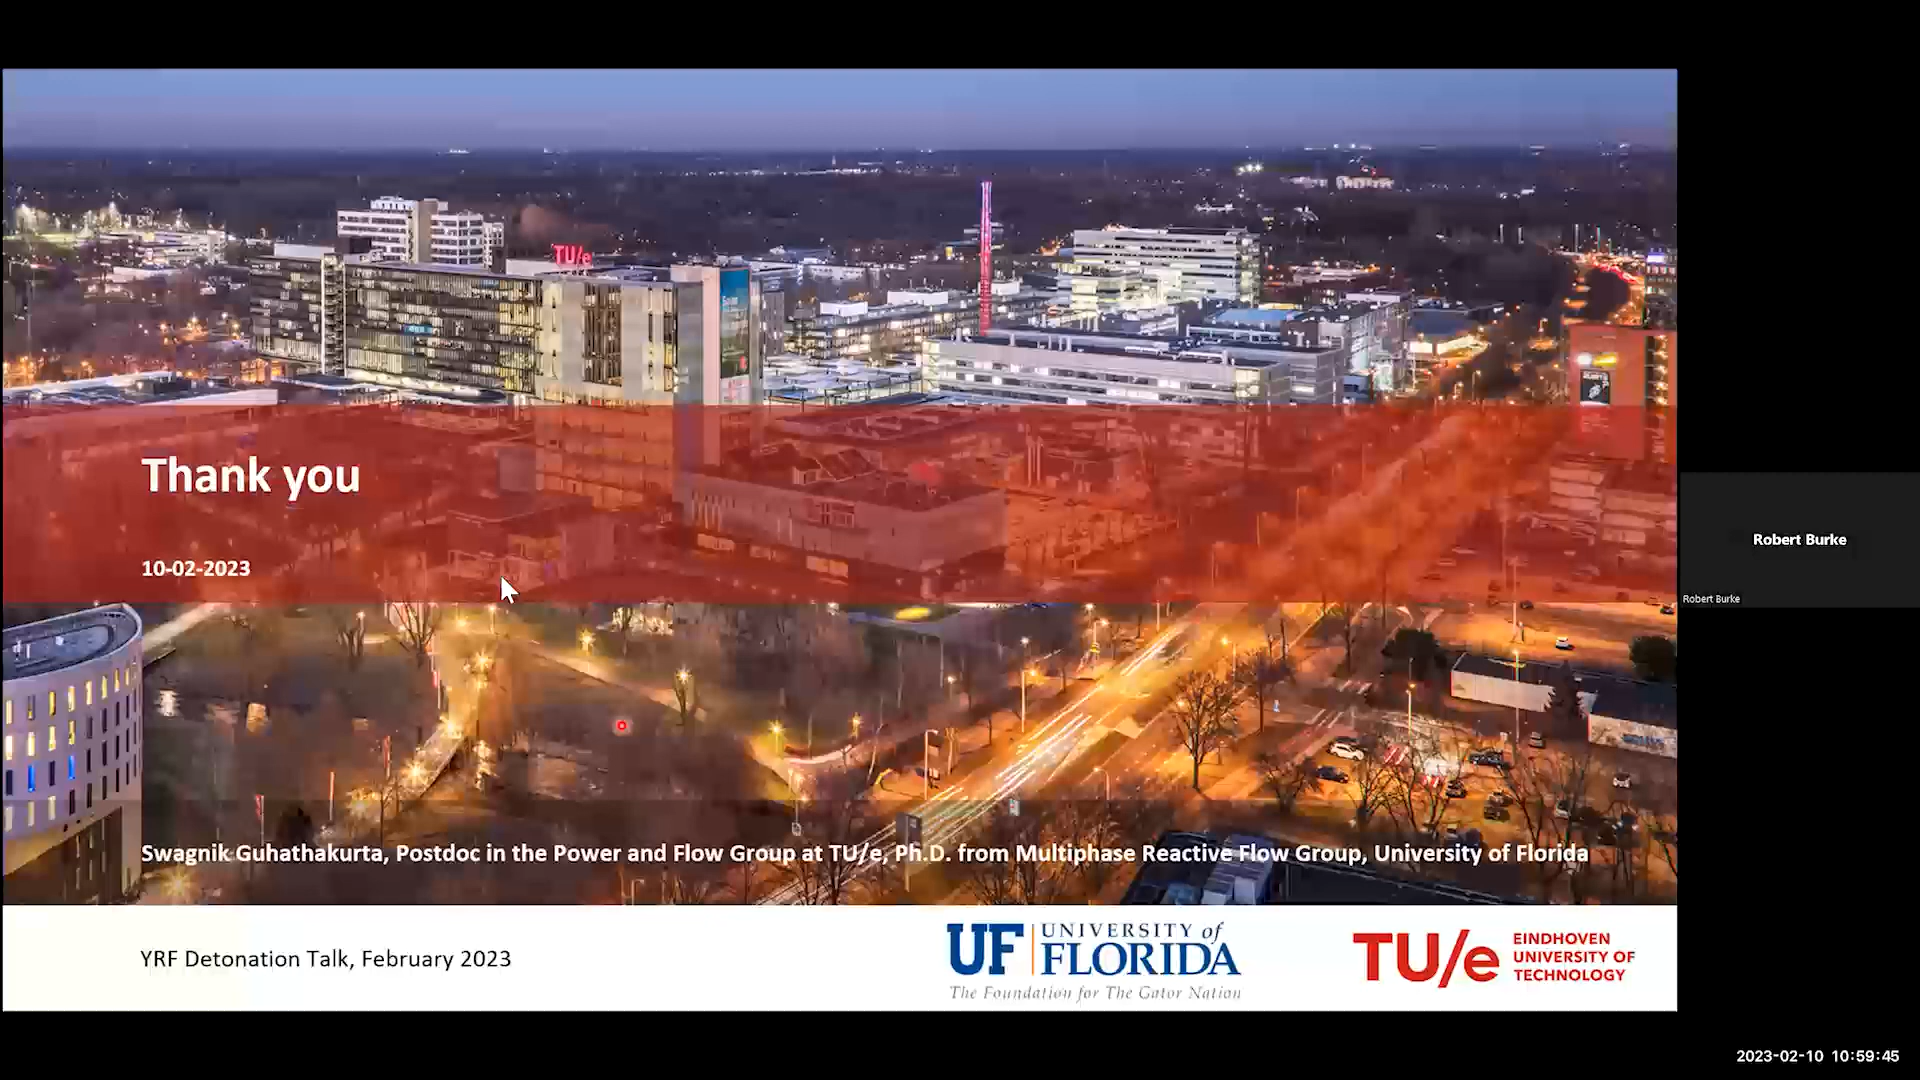 TU/e
Thank you
10-02-2023
Swagnik Guhathakurta, Postdoc in the Power and Flow Group at TU/e, Ph.D. from Multiphase Reactive Flow Group, University of Florida
YRF Detonation Talk, February 2023
UF UNIVERSITY of
FLORIDA
The Foundation for The Gator Nation
TU/e EINDHOVEN
UNIVERSITY OF
TECHNOLOGY
Robert Burke
Robert Burke
2023-02-10 10:59:45